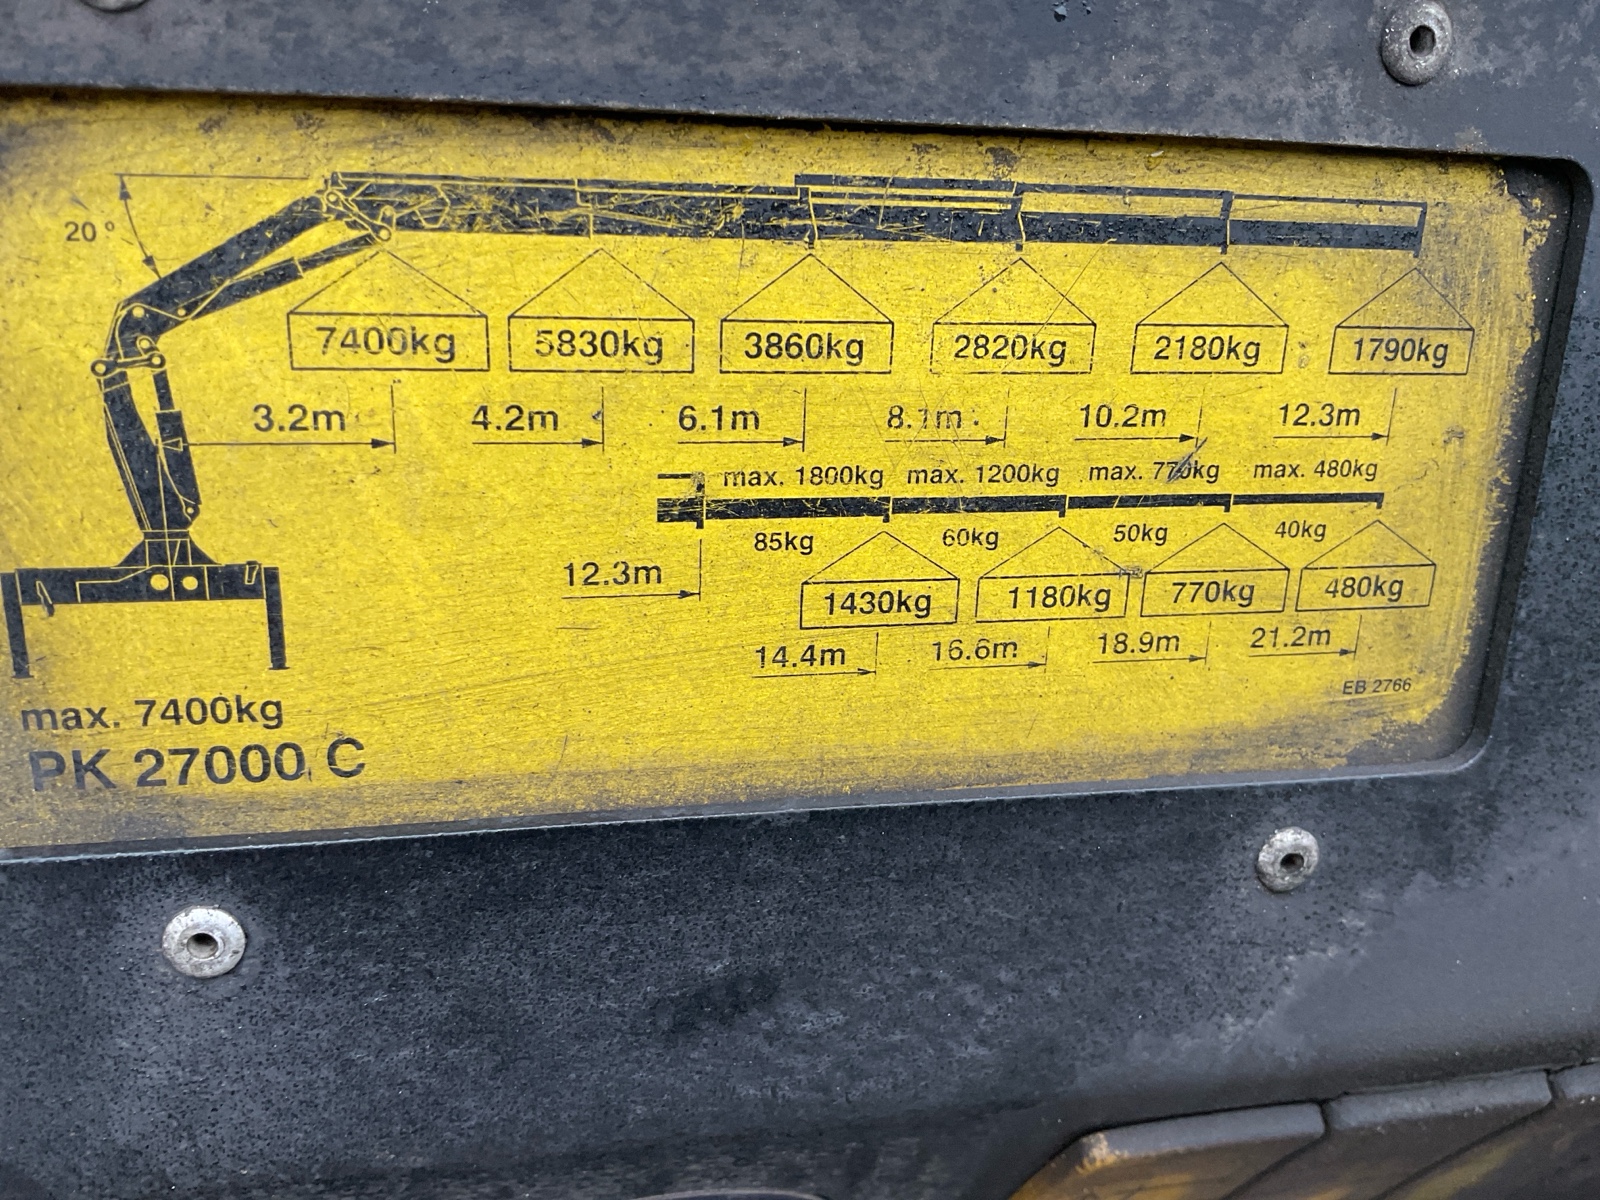 20°
7400kg 5830kg 3860kg 2820kg 2180kg 1790kg
3.2m 4.2m 6.1m 8.1m 10.2m 12.3m
max. 1800kg max. 1200kg max. 770kg max. 480kg
85kg 60kg 50kg 40kg
12.3m
1430kg 1180kg 770kg 480kg
14.4m 16.6m 18.9m 21.2m
EB 2766
max. 7400kg
PK 27000 C